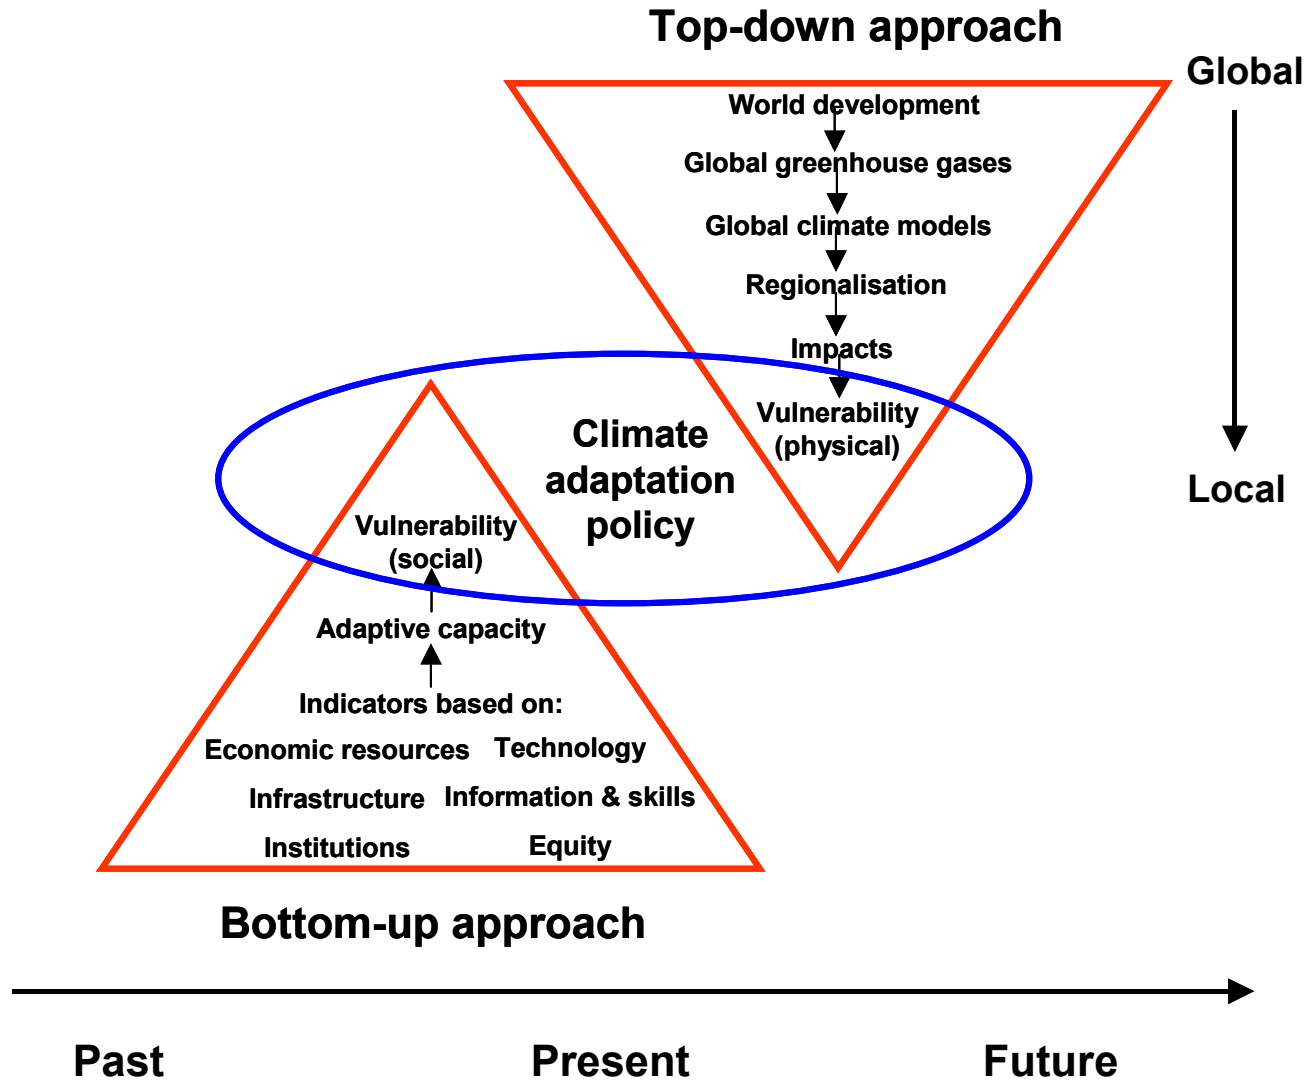 Top-down approach
Global
World development
Global greenhouse gases
Global climate models
Regionalisation
Impacts
Vulnerability
(physical)
Local
Climate
adaptation
policy
Vulnerability
(social)
Adaptive capacity
Indicators based on:
Economic resources Technology
Infrastructure Information & skills
Institutions Equity
Bottom-up approach
Past Present Future